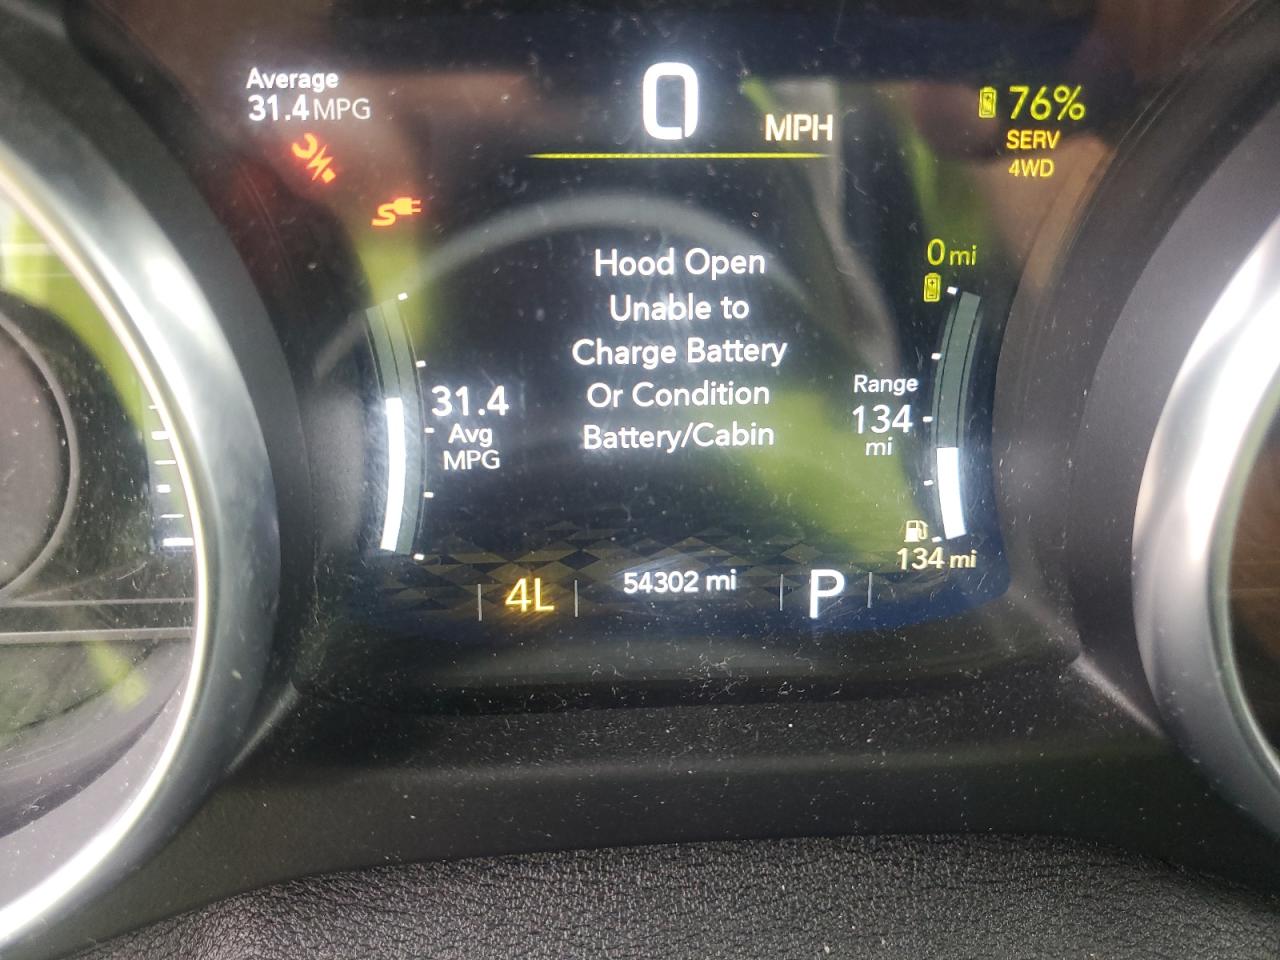 Average
31.4 MPG
0 MPH
76%
SERV
4WD
Hood Open
Unable to
Charge Battery
Or Condition
Battery/Cabin
0 mi
31.4
Avg
MPG
Range
134
mi
134 mi
4L
54302 mi
P